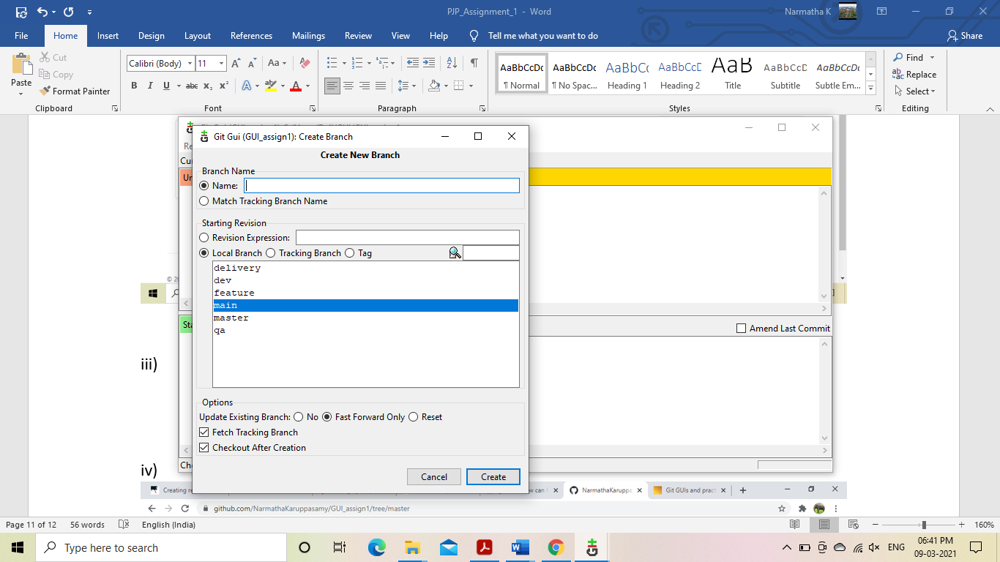 PJP_Assignment_1 - Word
Narmatha K
File Home Insert Design Layout References Mailings Review View Help Tell me what you want to do Share
Paste
Cut
Copy
Format Painter
Clipboard
Calibri (Body) 11
Font
Paragraph
AaBbCcDc ¶ Normal
AaBbCcDc ¶ No Spac...
AaBbCc Heading 1
AaBbCcD Heading 2
AaB Title
AaBbCcD Subtitle
AaBbCcDc Subtle Em...
Styles
Find
Replace
Select
Editing
Git Gui (GUI_assign1): Create Branch
Create New Branch
Branch Name
Name:
Match Tracking Branch Name
Starting Revision
Revision Expression:
Local Branch Tracking Branch Tag
delivery
dev
feature
main
master
qa
Options
Update Existing Branch: No Fast Forward Only Reset
Fetch Tracking Branch
Checkout After Creation
Cancel Create
Amend Last Commit
iii)
iv)
Creating re
NarmathaKaruppa
Git GUIs and pract
github.com/NarmathaKaruppasamy/GUI_assign1/tree/master
Page 11 of 12 56 words English (India) 160%
Type here to search
ENG
06:41 PM
09-03-2021